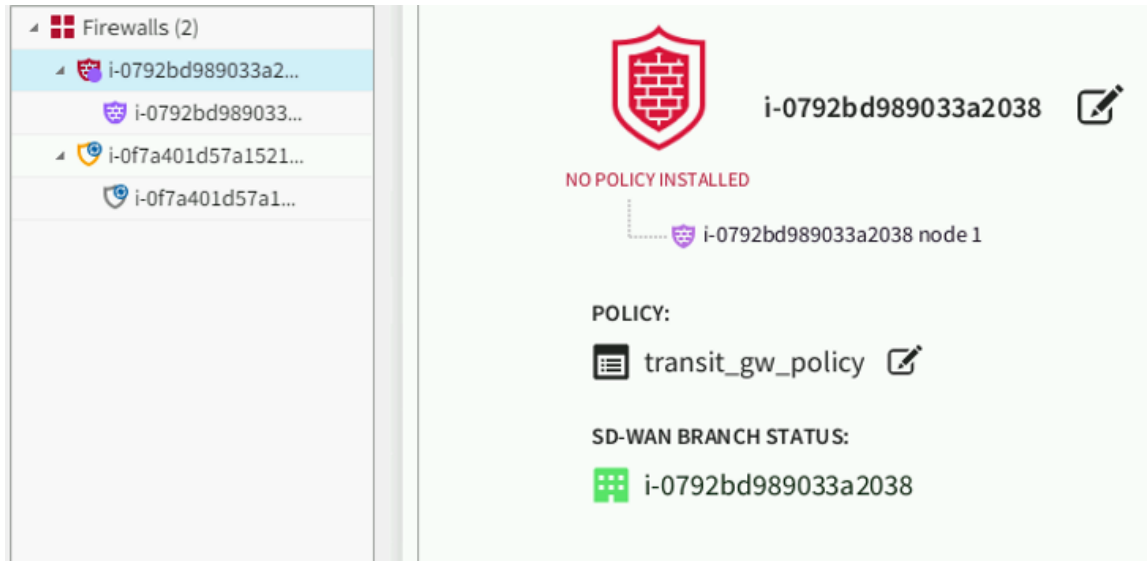 Firewalls (2)
i-0792bd989033a2...
i-0792bd989033...
i-0f7a401d57a1521...
i-0f7a401d57a1...
i-0792bd989033a2038
NO POLICY INSTALLED
i-0792bd989033a2038 node 1
POLICY:
transit_gw_policy
SD-WAN BRANCH STATUS:
i-0792bd989033a2038